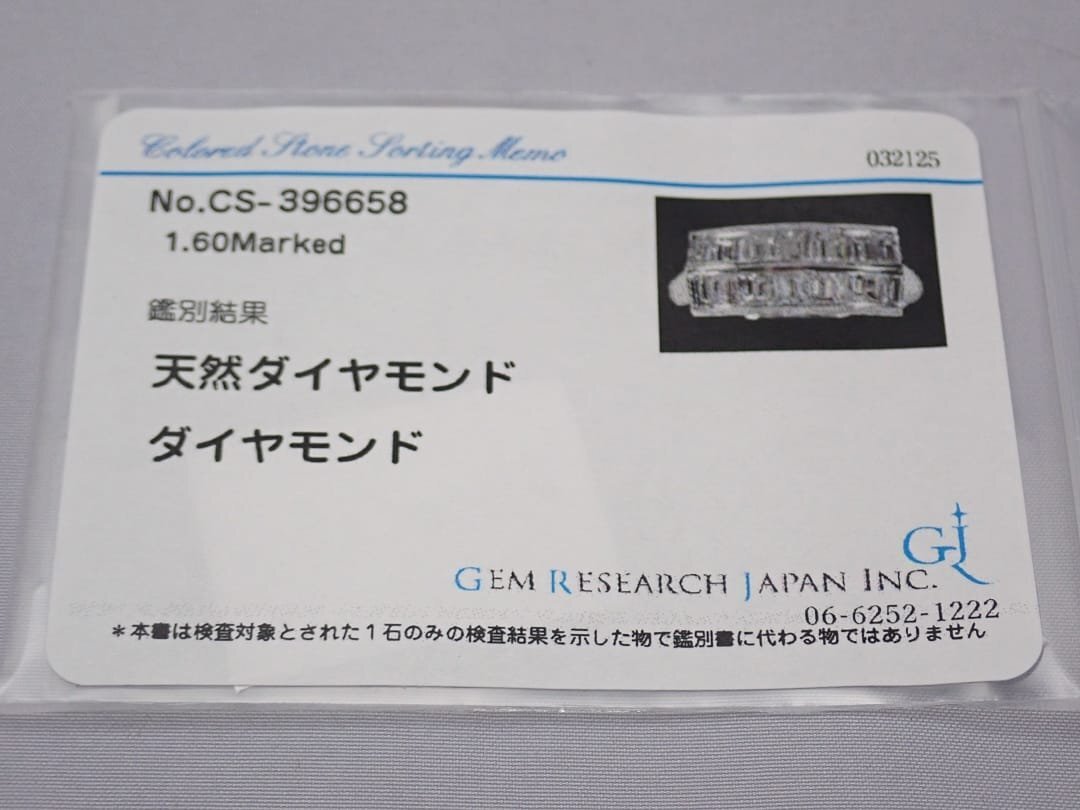 Colored Stone Sorting Memo
032125
No.CS-396658
1.60Marked
鑑別結果
天然ダイヤモンド
ダイヤモンド
GJ
GEM RESEARCH JAPAN INC.
06-6252-1222
*本書は検査対象とされた1石のみの検査結果を示した物で鑑別書に代わる物ではありません